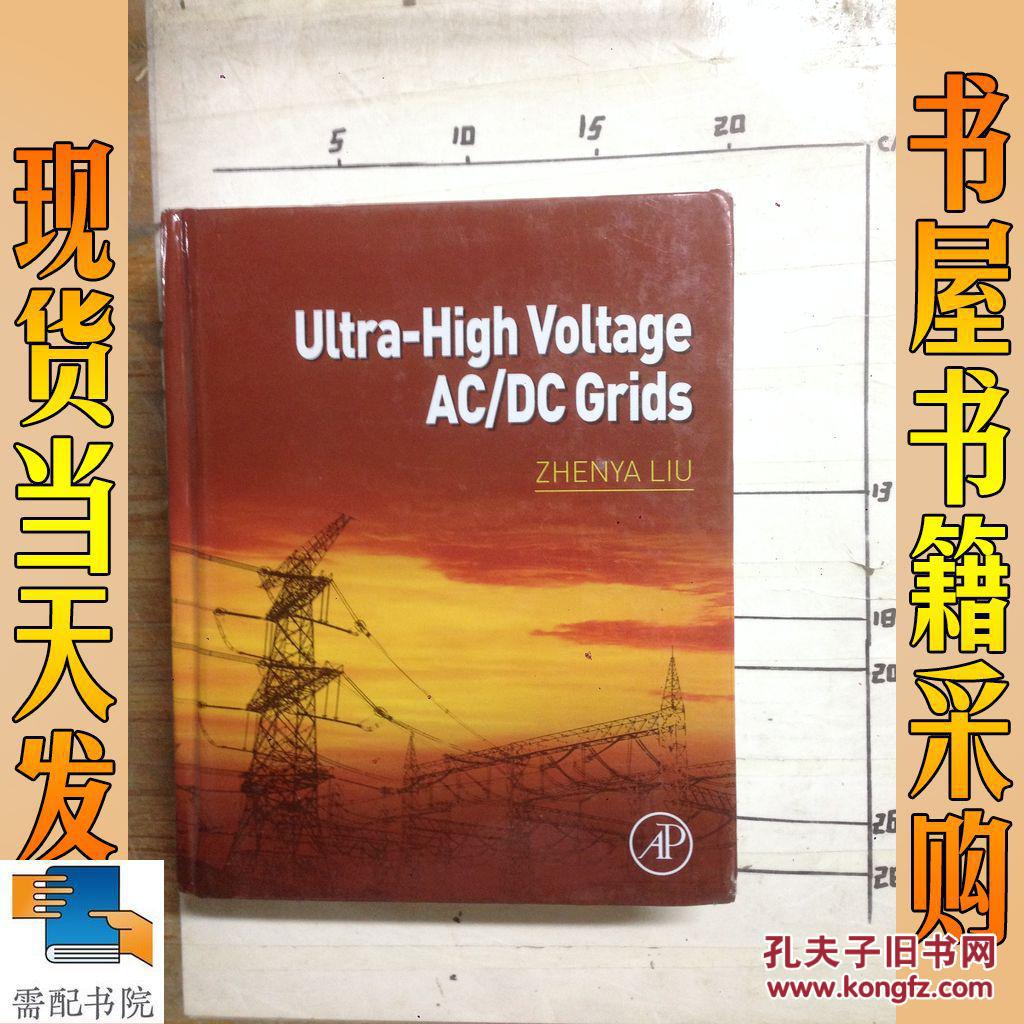 现货当天发
书屋书籍采购
5 10 15 20
Ultra-High Voltage
AC/DC Grids
ZHENYA LIU
13
18
20
26
AP
需配书院
孔夫子旧书网
www.kongfz.com